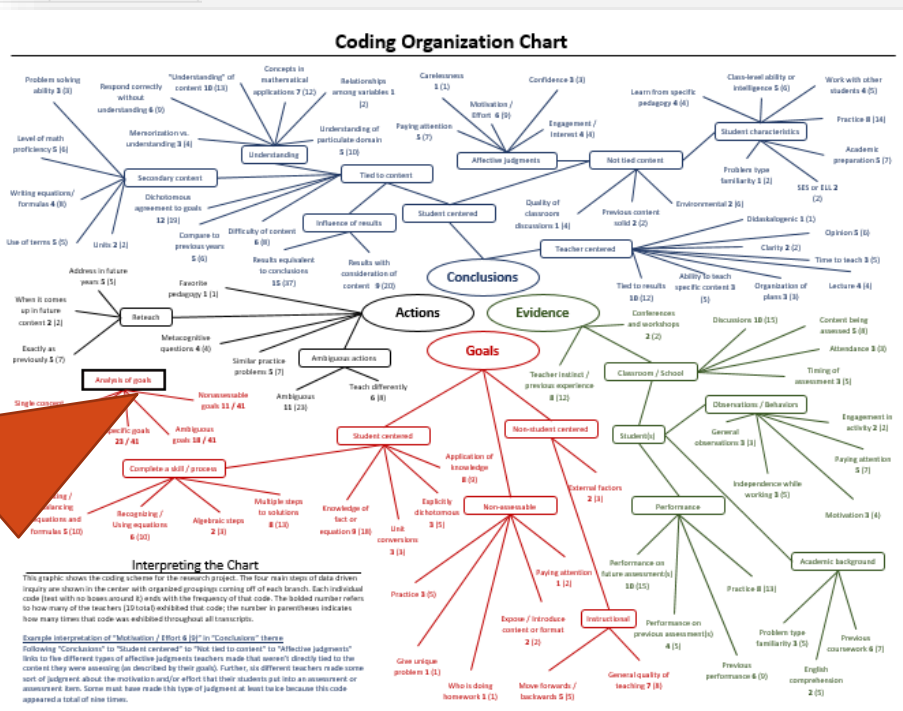 Coding Organization Chart
Problem solving
ability 3 (3)
Respond correctly
without
understanding 6 (9)
"Understanding" of
content 10 (13)
Concepts in
mathematical
applications 7 (12)
Relationships
among variables 1
(2)
Carelessness
1 (1)
Confidence 3 (3)
Class-level ability or
intelligence 5 (6)
Work with other
students 4 (5)
Learn from specific
pedagogy 4 (4)
Motivation /
Effort 6 (9)
Practice 8 (14)
Memorization vs.
understanding 3 (4)
Understanding of
particulate domain
5 (10)
Paying attention
5 (7)
Engagement /
Interest 4 (4)
Student characteristics
Level of math
proficiency 5 (6)
Understanding
Affective judgments
Not tied content
Academic
preparation 5 (7)
Secondary content
Tied to content
Problem type
familiarity 1 (2)
SES or ELL 2
(2)
Writing equations/
formulas 4 (8)
Dichotomous
agreement to goals
12 (19)
Influence of results
Student centered
Quality of
classroom
discussions 1 (4)
Previous content
solid 2 (2)
Environmental 2 (6)
Didaskalogenic 1 (1)
Use of terms 5 (5)
Units 2 (2)
Compare to
previous years
5 (6)
Difficulty of content
6 (8)
Teacher centered
Opinion 5 (6)
Clarity 2 (2)
Time to teach 3 (5)
Results equivalent
to conclusions
15 (37)
Results with
consideration of
content 9 (20)
Conclusions
Tied to results
10 (12)
Ability to teach
specific content 3
(5)
Organization of
plans 3 (3)
Lecture 4 (4)
Address in future
years 5 (5)
Favorite
pedagogy 1 (1)
When it comes
up in future
content 2 (2)
Reteach
Actions
Evidence
Conferences
and workshops
2 (2)
Discussions 10 (15)
Content being
assessed 5 (8)
Exactly as
previously 5 (7)
Metacognitive
questions 4 (4)
Similar practice
problems 5 (7)
Ambiguous actions
Goals
Attendance 3 (3)
Classroom / School
Timing of
assessment 3 (5)
Analysis of goals
Ambiguous
11 (23)
Teach differently
6 (8)
Teacher instinct /
previous experience
8 (12)
Single concept
Nonassessable
goals 11 / 41
Observations / Behaviors
goals
23 / 41
Ambiguous
goals 18 / 41
Student centered
Non-student centered
Student(s)
General
observations 3 (3)
Engagement in
activity 2 (2)
Complete a skill / process
Application of
knowledge
8 (9)
Paying attention
5 (7)
External factors
2 (3)
Independence while
working 3 (5)
equations and
formulas 5 (10)
Recognizing /
Using equations
6 (10)
Algebraic steps
2 (3)
Multiple steps
to solutions
8 (13)
Knowledge of
fact or
equation 9 (18)
Unit
conversions
3 (3)
Explicitly
dichotomous
3 (5)
Non-assessable
Performance
Motivation 3 (4)
Academic background
Interpreting the Chart
This graphic shows the coding scheme for the research project. The four main steps of data driven
inquiry are shown in the center with organized groupings coming off of each branch. Each individual
code (text with no boxes around it) ends with the frequency of that code. The bolded number refers
to how many of the teachers (19 total) exhibited that code; the number in parentheses indicates
how many times that code was exhibited throughout all transcripts.
Practice 3 (5)
Paying attention
1 (2)
Performance on
future assessment(s)
10 (15)
Practice 8 (13)
Expose / Introduce
content or format
2 (2)
Instructional
Performance on
previous assessment(s)
4 (5)
Problem type
familiarity 3 (5)
Previous
coursework 6 (7)
Example interpretation of "Motivation / Effort 6 (9)" in "Conclusions" theme
Following "Conclusions" to "Student centered" to "Not tied to content" to "Affective judgments"
links to five different types of affective judgments teachers made that weren't directly tied to the
content they were assessing (as described by their goals). Further, six different teachers made some
sort of judgment about the motivation and/or effort that their students put into an assessment or
assessment item. Some must have made this type of judgment at least twice because this code
appeared a total of nine times.
Give unique
problem 1 (1)
Who is doing
homework 1 (1)
Move forwards /
backwards 5 (5)
General quality of
teaching 7 (8)
Previous
performance 6 (9)
English
comprehension
2 (5)